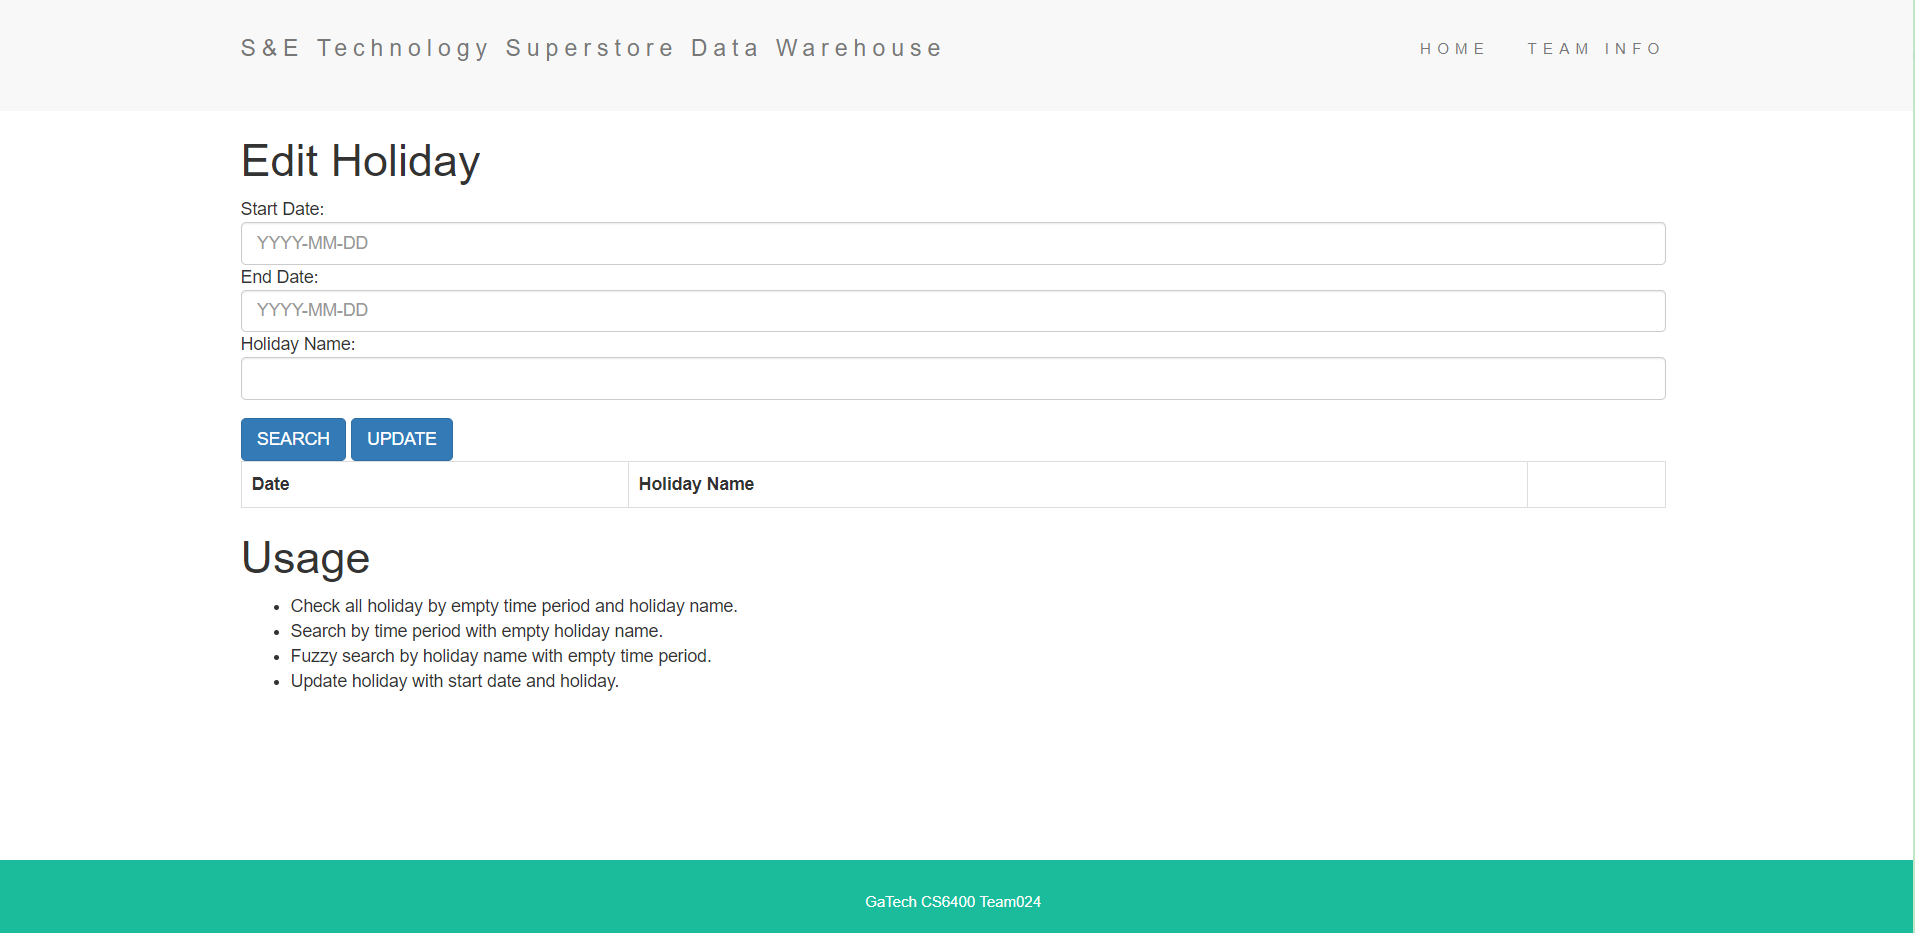 S&E Technology Superstore Data Warehouse HOME TEAM INFO
Edit Holiday
Start Date:
YYYY-MM-DD
End Date:
YYYY-MM-DD
Holiday Name:
SEARCH UPDATE
Date Holiday Name
Usage
• Check all holiday by empty time period and holiday name.
• Search by time period with empty holiday name.
• Fuzzy search by holiday name with empty time period.
• Update holiday with start date and holiday.
GaTech CS6400 Team024